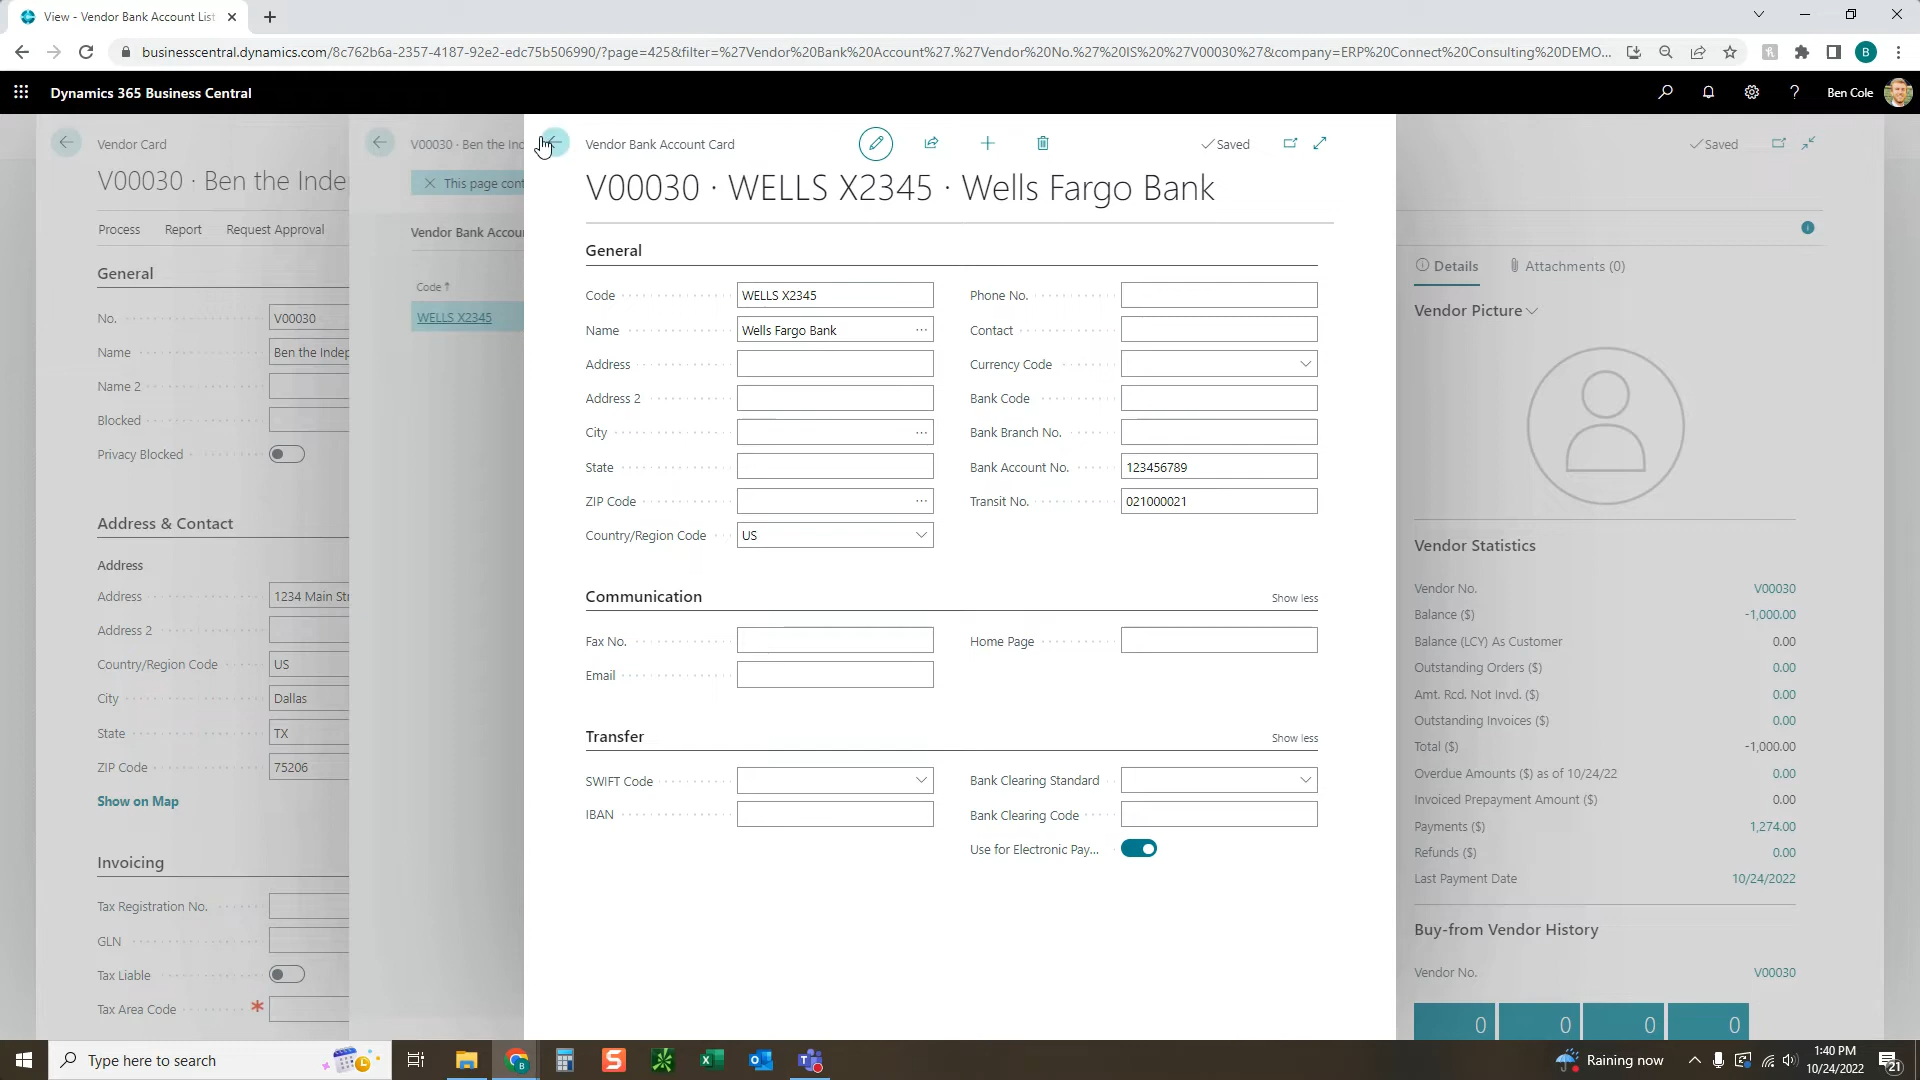 View - Vendor Bank Account List
businesscentral.dynamics.com/8c762b6a-2357-4187-92e2-edc75b506990/?page=425&filter=%27Vendor%20Bank%20Account%27.%27Vendor%20No.%27%20IS%20%27V00030%27&company=ERP%20Connect%20Consulting%20DEMO...
B
Dynamics 365 Business Central
Ben Cole
Vendor Card
V00030 · Ben the Inde
Process Report Request Approval
General
No. V00030
Name Ben the Indep
Name 2
Blocked
Privacy Blocked
Address & Contact
Address
Address 1234 Main Str
Address 2
Country/Region Code US
City Dallas
State TX
ZIP Code 75206
Show on Map
Invoicing
Tax Registration No.
GLN
Tax Liable
Tax Area Code *
V00030 · Ben the Ind
This page cont
Vendor Bank Accou
Code ↑
WELLS X2345
Vendor Bank Account Card
Saved
V00030 · WELLS X2345 · Wells Fargo Bank
General
Code WELLS X2345
Name Wells Fargo Bank
Address
Address 2
City
State
ZIP Code
Country/Region Code US
Phone No.
Contact
Currency Code
Bank Code
Bank Branch No.
Bank Account No. 123456789
Transit No. 021000021
Communication Show less
Fax No.
Email
Home Page
Transfer Show less
SWIFT Code
IBAN
Bank Clearing Standard
Bank Clearing Code
Use for Electronic Pay...
Saved
Details Attachments (0)
Vendor Picture
Vendor Statistics
Vendor No. V00030
Balance ($) -1,000.00
Balance (LCY) As Customer 0.00
Outstanding Orders ($) 0.00
Amt. Rcd. Not Invd. ($) 0.00
Outstanding Invoices ($) 0.00
Total ($) -1,000.00
Overdue Amounts ($) as of 10/24/22 0.00
Invoiced Prepayment Amount ($) 0.00
Payments ($) 1,274.00
Refunds ($) 0.00
Last Payment Date 10/24/2022
Buy-from Vendor History
Vendor No. V00030
0 0 0 0
Type here to search
Raining now
1:40 PM
10/24/2022
21